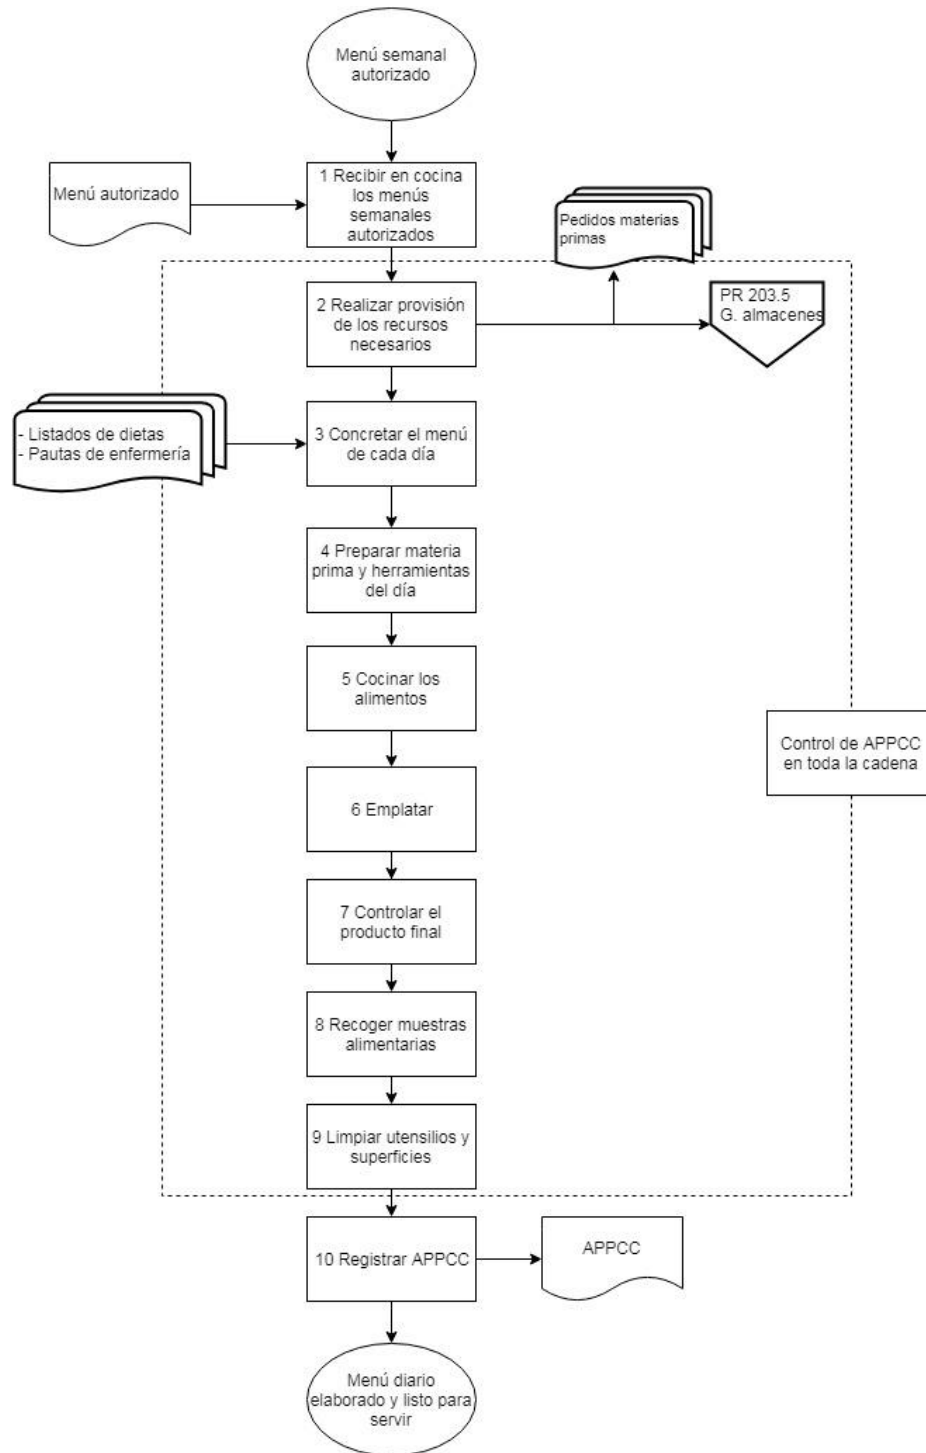 Menú semanal
autorizado
Menú autorizado
1 Recibir en cocina
los menús
semanales
autorizados
Pedidos materias
primas
2 Realizar provisión
de los recursos
necesarios
PR 203.5
G. almacenes
- Listados de dietas
- Pautas de enfermería
3 Concretar el menú
de cada día
4 Preparar materia
prima y herramientas
del día
5 Cocinar los
alimentos
Control de APPCC
en toda la cadena
6 Emplatar
7 Controlar el
producto final
8 Recoger muestras
alimentarias
9 Limpiar utensilios y
superficies
10 Registrar APPCC
APPCC
Menú diario
elaborado y listo para
servir